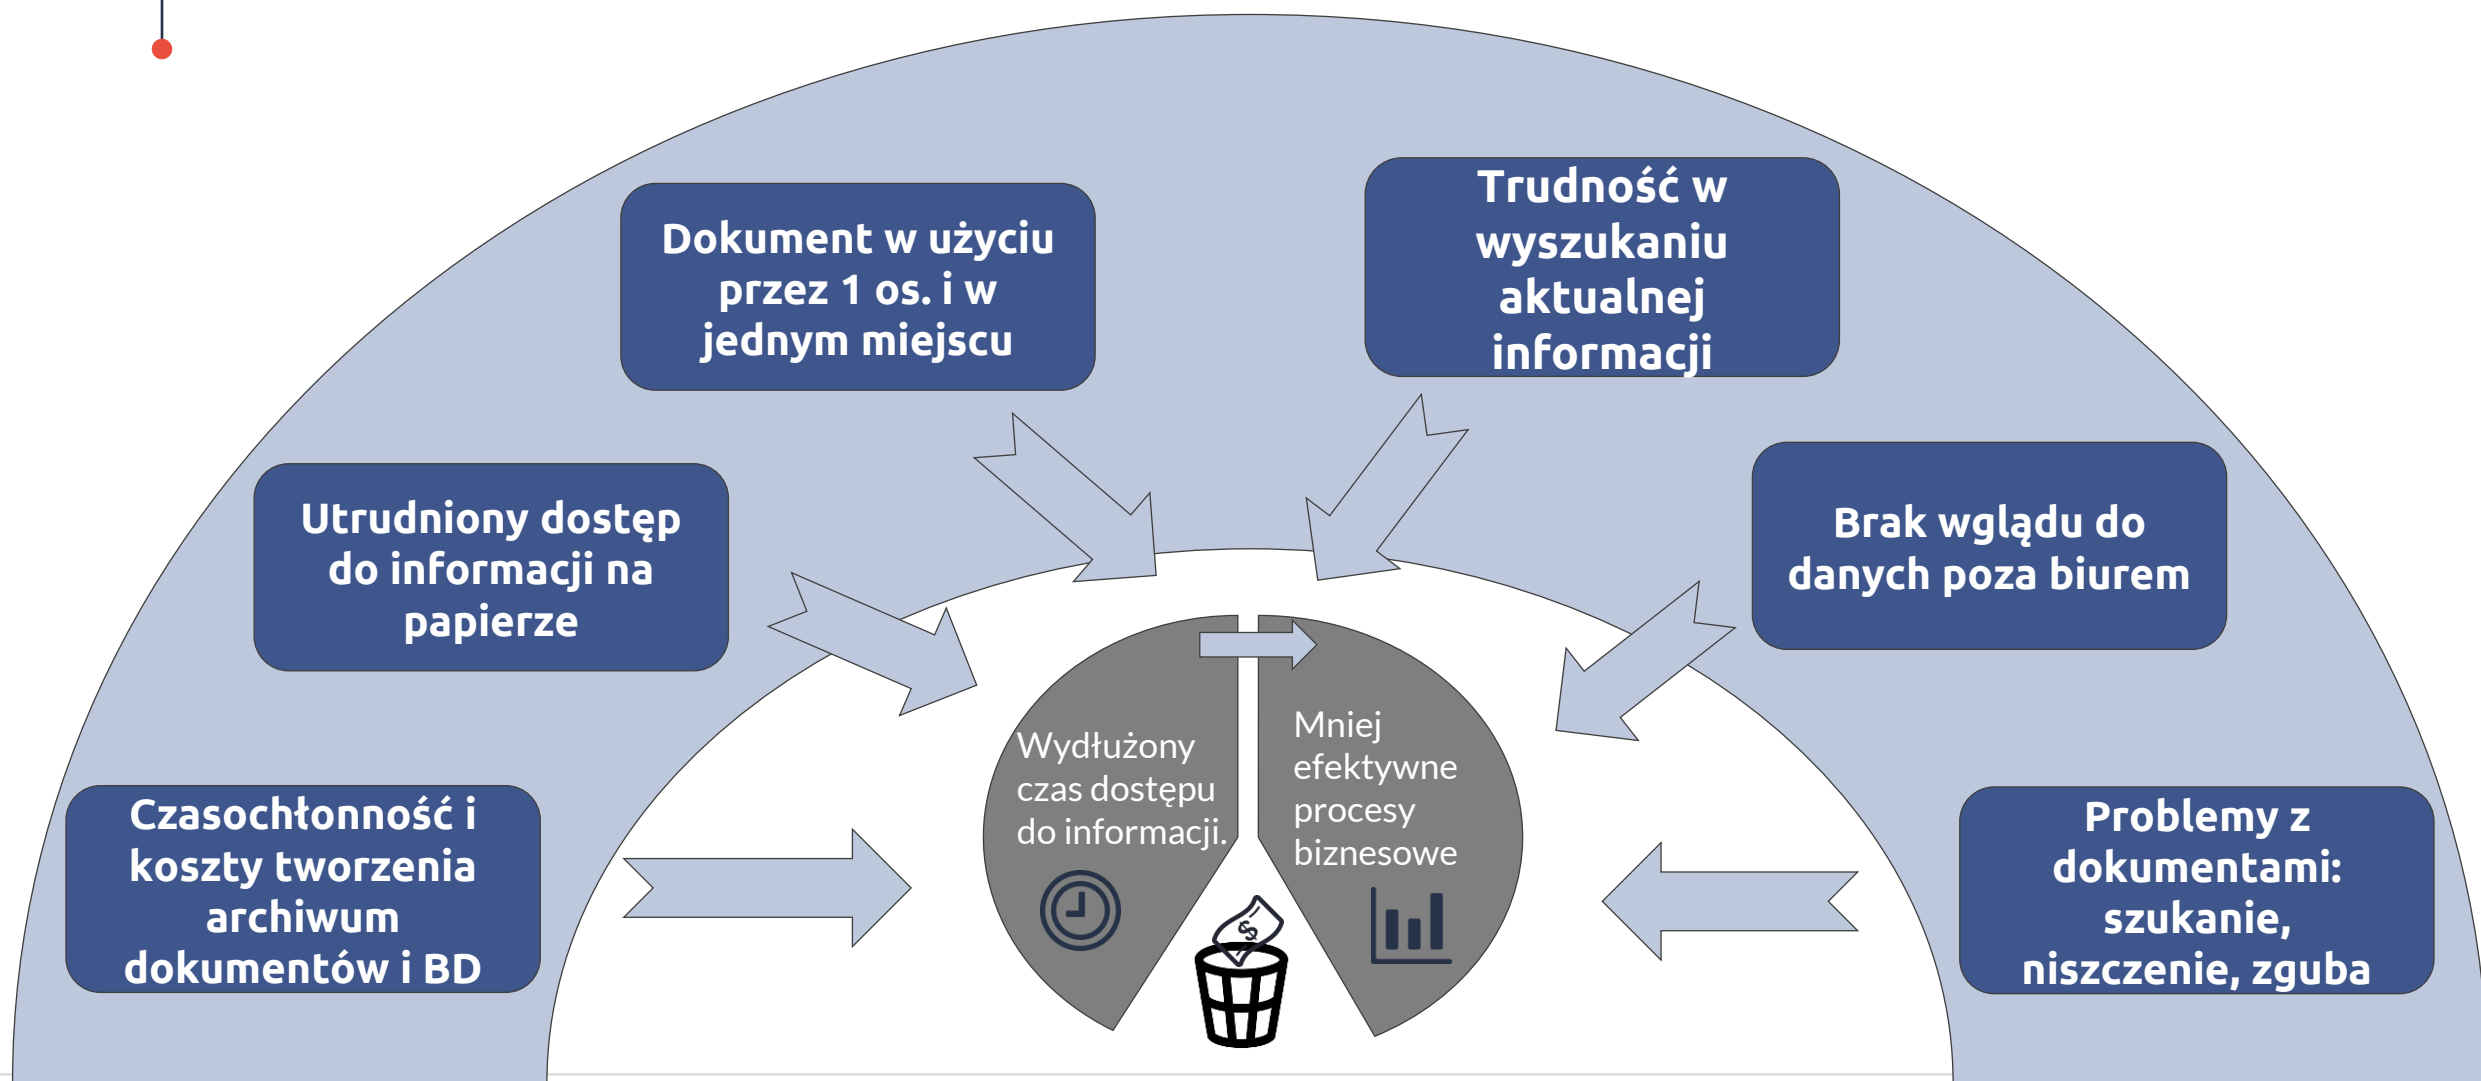 Dokument w użyciu
przez 1 os. i w
jednym miejscu
Trudność w
wyszukaniu
aktualnej
informacji
Utrudniony dostęp
do informacji na
papierze
Brak wglądu do
danych poza biurem
Czasochłonność i
koszty tworzenia
archiwum
dokumentów i BD
Wydłużony
czas dostępu
do informacji.
Mniej
efektywne
procesy
biznesowe
$
Problemy z
dokumentami:
szukanie,
niszczenie, zguba